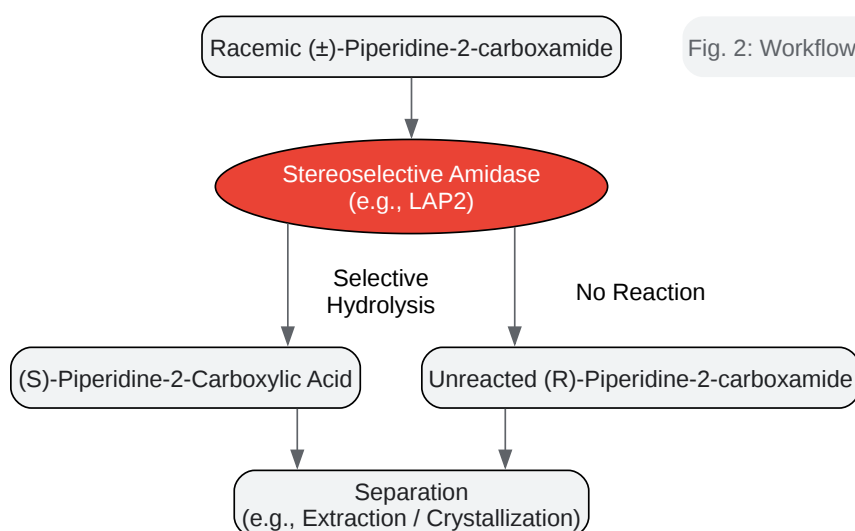 Racemic (±)-Piperidine-2-carboxamide
Fig. 2: Workflow
Stereoselective Amidase
(e.g., LAP2)
Selective
Hydrolysis
No Reaction
(S)-Piperidine-2-Carboxylic Acid
Unreacted (R)-Piperidine-2-carboxamide
Separation
(e.g., Extraction / Crystallization)